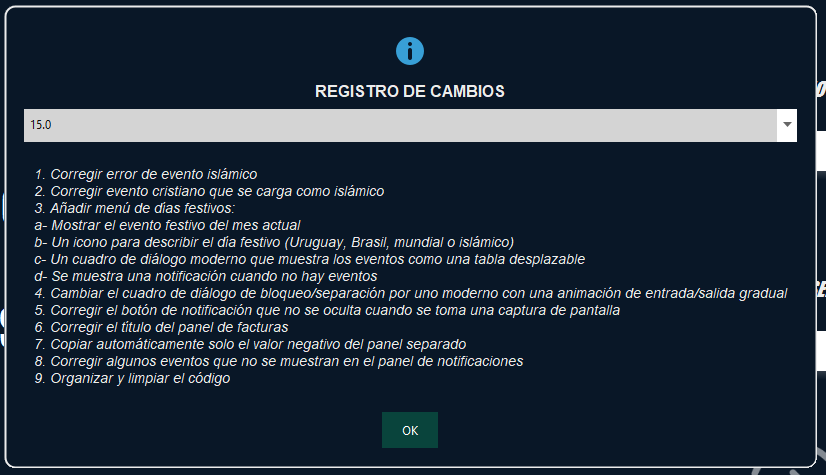 REGISTRO DE CAMBIOS
15.0
1. Corregir error de evento islámico
2. Corregir evento cristiano que se carga como islámico
3. Añadir menú de días festivos:
a- Mostrar el evento festivo del mes actual
b- Un icono para describir el día festivo (Uruguay, Brasil, mundial o islámico)
c- Un cuadro de diálogo moderno que muestra los eventos como una tabla desplazable
d- Se muestra una notificación cuando no hay eventos
4. Cambiar el cuadro de diálogo de bloqueo/separación por uno moderno con una animación de entrada/salida gradual
5. Corregir el botón de notificación que no se oculta cuando se toma una captura de pantalla
6. Corregir el título del panel de facturas
7. Copiar automáticamente solo el valor negativo del panel separado
8. Corregir algunos eventos que no se muestran en el panel de notificaciones
9. Organizar y limpiar el código
OK